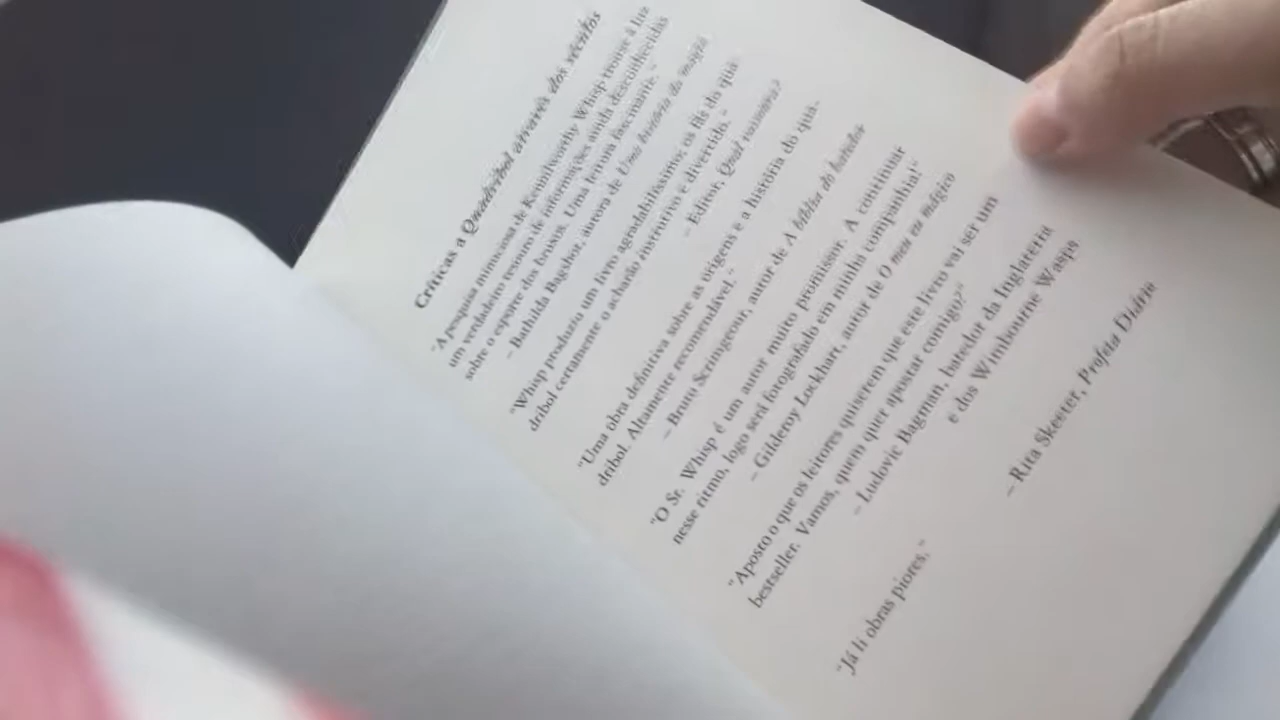 Críticas a Quadribol através dos séculos
"A pesquisa minuciosa de Kennilworthy Whisp trouxe à luz
um verdadeiro tesouro de informações ainda desconhecidas
sobre o esporte dos bruxos. Uma leitura fascinante."
– Bathilda Bagshot, autora de Uma história da magia
"Whisp produziu um livro agradabilíssimo; os fãs do qua-
dribol certamente o acharão instrutivo e divertido."
– Editor, Qual vassoura?
"Uma obra definitiva sobre as origens e a história do qua-
dribol. Altamente recomendável."
– Bruto Scrimgeour, autor de A bíblia do batedor
"O Sr. Whisp é um autor muito promissor. A continuar
nesse ritmo, logo será fotografado em minha companhia!"
– Gilderoy Lockhart, autor de O meu eu mágico
"Aposto o que os leitores quiserem que este livro vai ser um
bestseller. Vamos, quem quer apostar comigo?"
– Ludovic Bagman, batedor da Inglaterra
e dos Wimbourne Wasps
"Já li obras piores."
– Rita Skeeter, Profeta Diário